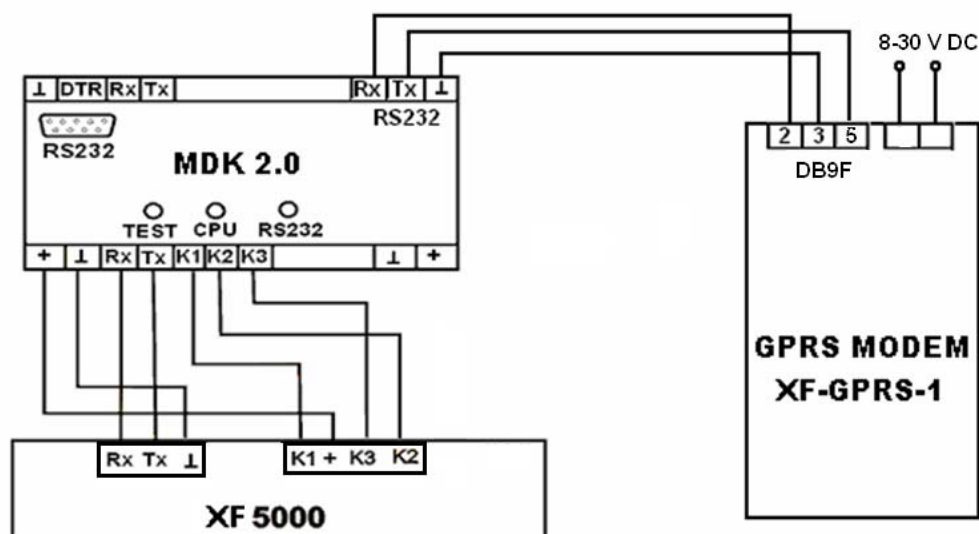 8-30 V DC
⊥ DTR Rx Tx Rx Tx ⊥
RS232
RS232
MDK 2.0
2 3 5
DB9F
TEST CPU RS232
+ ⊥ Rx Tx K1 K2 K3 ⊥ +
GPRS MODEM
XF-GPRS-1
Rx Tx ⊥ K1 + K3 K2
XF 5000